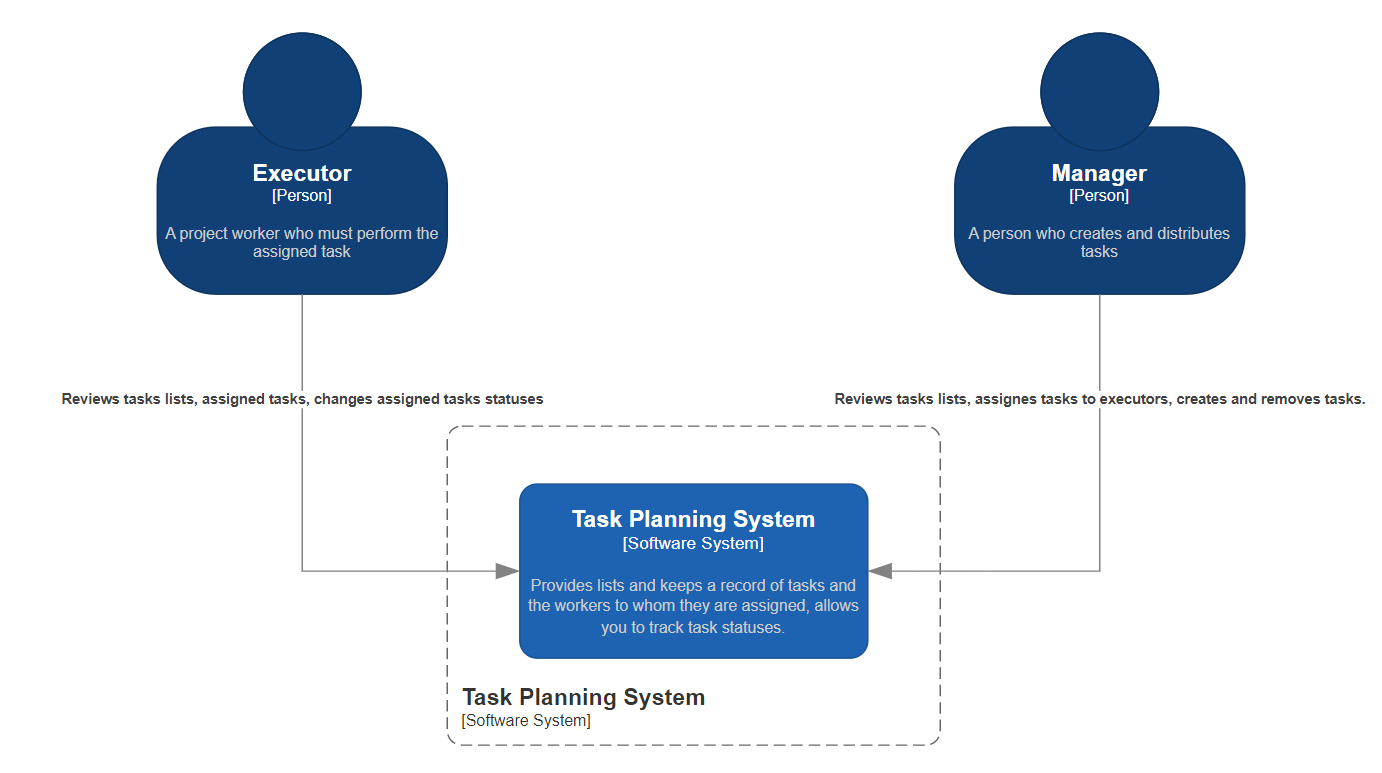 Executor
[Person]
A project worker who must perform the
assigned task
Manager
[Person]
A person who creates and distributes
tasks
Reviews tasks lists, assigned tasks, changes assigned tasks statuses
Reviews tasks lists, assignes tasks to executors, creates and removes tasks.
Task Planning System
[Software System]
Provides lists and keeps a record of tasks and
the workers to whom they are assigned, allows
you to track task statuses.
Task Planning System
[Software System]